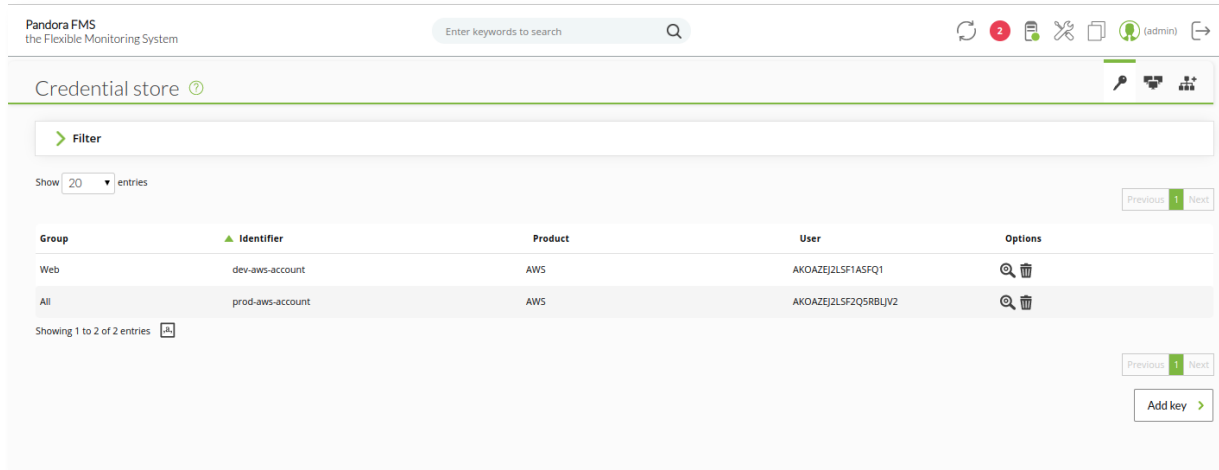 Pandora FMS
the Flexible Monitoring System
Enter keywords to search
2
(admin)
Credential store ?
Filter
Show 20 entries
Previous 1 Next
Group Identifier Product User Options
Web dev-aws-account AWS AKOAZEJ2LSF1ASFQ1
All prod-aws-account AWS AKOAZEJ2LSF2Q5RBLJV2
Showing 1 to 2 of 2 entries
Previous 1 Next
Add key